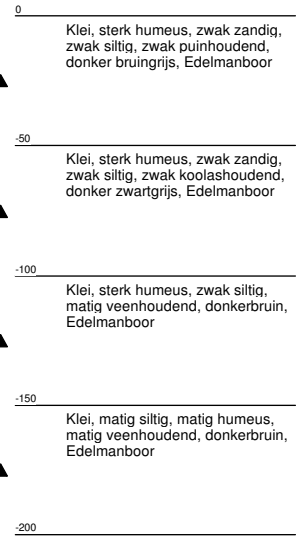 0
Klei, sterk humeus, zwak zandig,
zwak siltig, zwak puinhoudend,
donker bruingrijs, Edelmanboor
-50
Klei, sterk humeus, zwak zandig,
zwak siltig, zwak koolashoudend,
donker zwartgrijs, Edelmanboor
-100
Klei, sterk humeus, zwak siltig,
matig veenhoudend, donkerbruin,
Edelmanboor
-150
Klei, matig siltig, matig humeus,
matig veenhoudend, donkerbruin,
Edelmanboor
-200